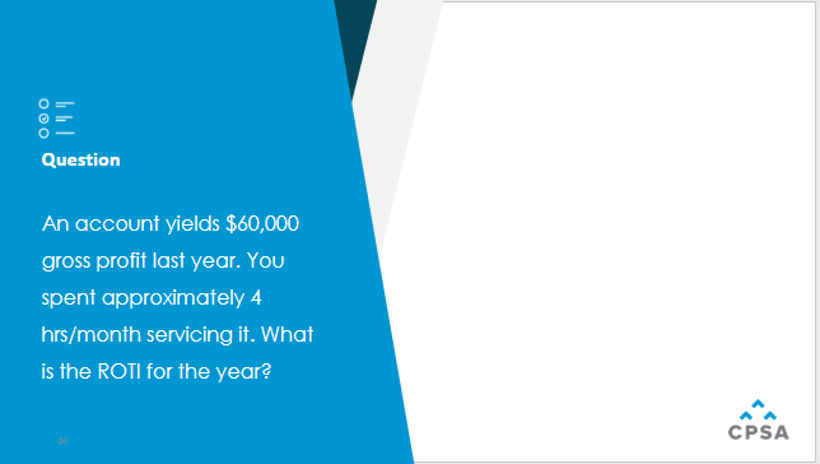 Question
An account yields $60,000
gross profit last year. You
spent approximately 4
hrs/month servicing it. What
is the ROTI for the year?
16
CPSA